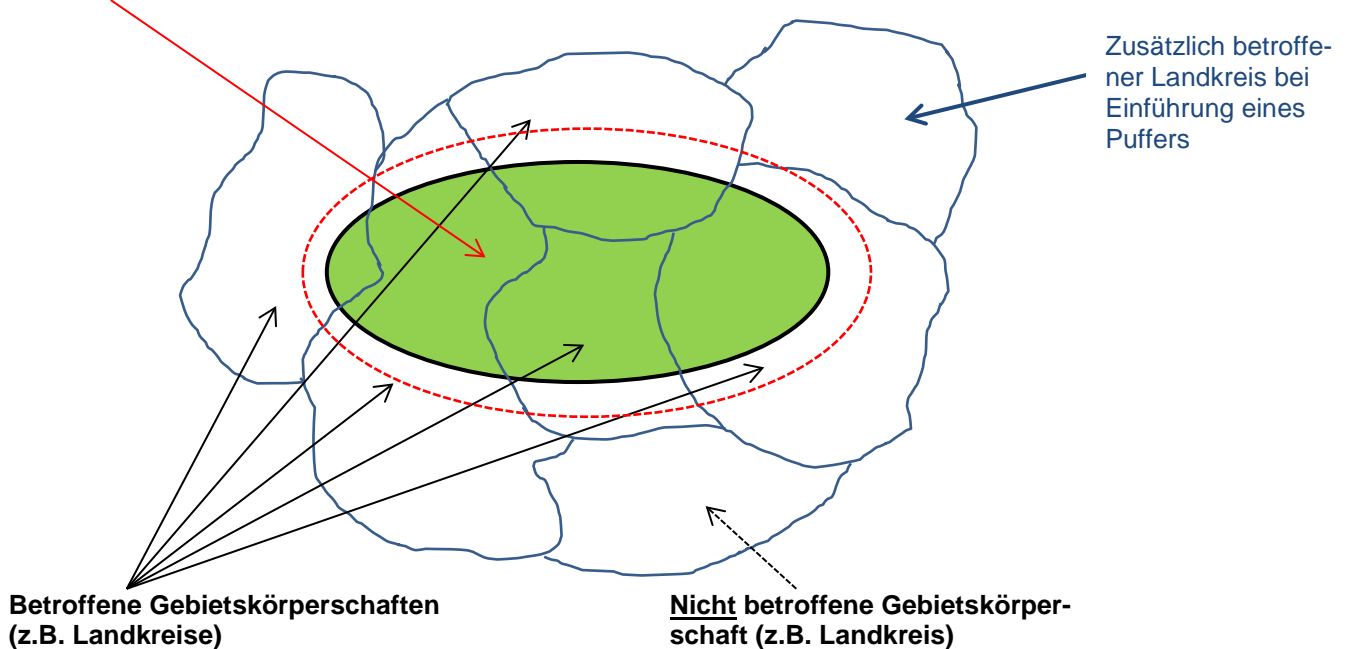 Zusätzlich betroffe-
ner Landkreis bei
Einführung eines
Puffers
Betroffene Gebietskörperschaften
(z.B. Landkreise)
Nicht betroffene Gebietskörper-
schaft (z.B. Landkreis)